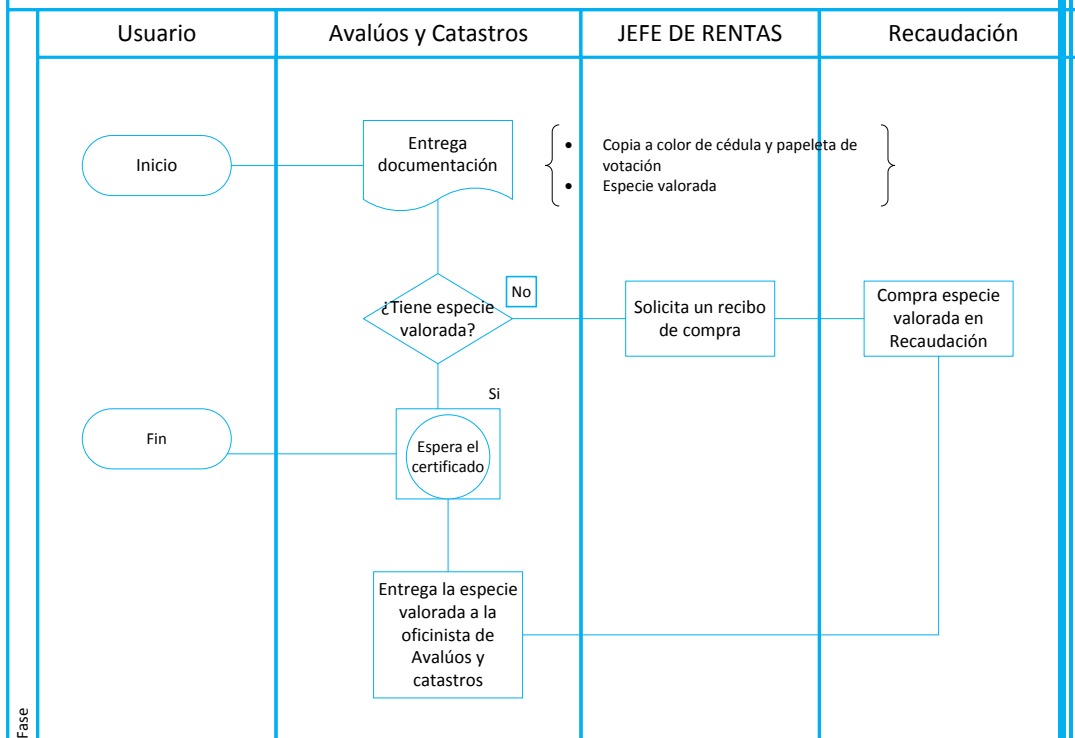 Usuario
Avalúos y Catastros
JEFE DE RENTAS
Recaudación
Inicio
Entrega
documentación
• Copia a color de cédula y papeleta de
votación
• Especie valorada
¿Tiene especie
valorada?
No
Solicita un recibo
de compra
Compra especie
valorada en
Recaudación
Si
Fin
Espera el
certificado
Entrega la especie
valorada a la
oficinista de
Avalúos y
catastros
Fase